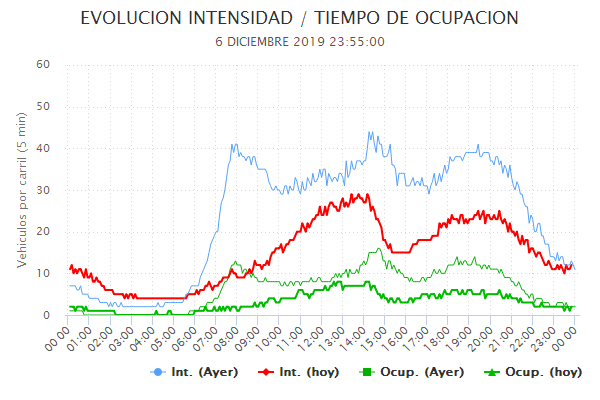 EVOLUCION INTENSIDAD / TIEMPO DE OCUPACION
6 DICIEMBRE 2019 23:55:00
Vehiculos por carril (5 min)
60
50
40
30
20
10
0
00:00 01:00 02:00 03:00 04:00 05:00 06:00 07:00 08:00 09:00 10:00 11:00 12:00 13:00 14:00 15:00 16:00 17:00 18:00 19:00 20:00 21:00 22:00 23:00 00:00
Int. (Ayer) Int. (hoy) Ocup. (Ayer) Ocup. (hoy)